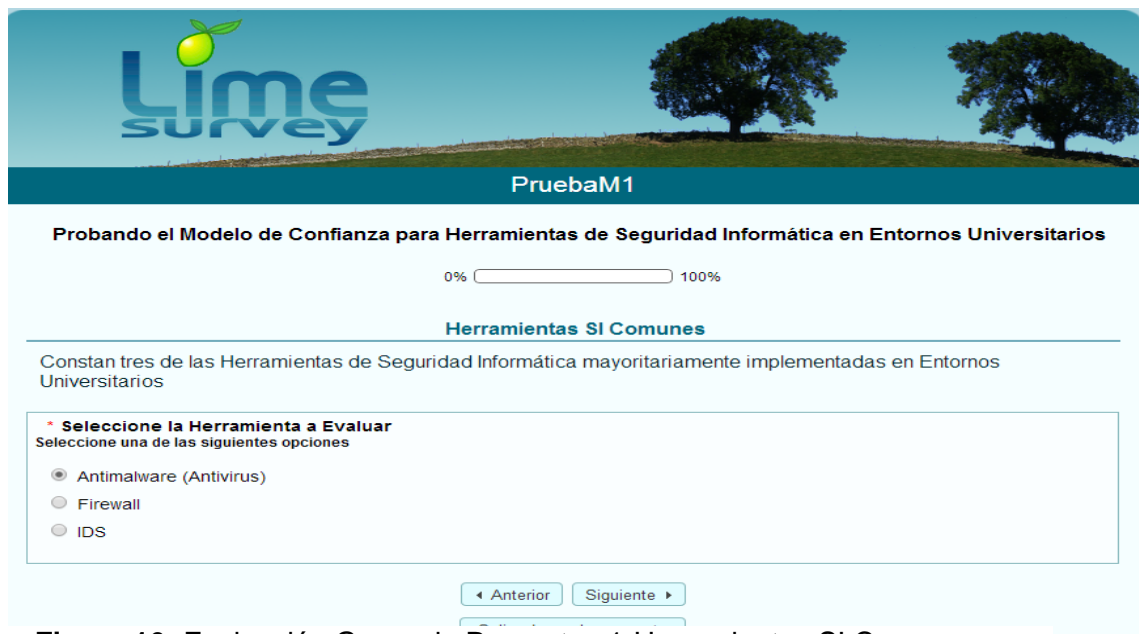 Lime
survey
PruebaM1
Probando el Modelo de Confianza para Herramientas de Seguridad Informática en Entornos Universitarios
0% 100%
Herramientas SI Comunes
Constan tres de las Herramientas de Seguridad Informática mayoritariamente implementadas en Entornos
Universitarios
* Seleccione la Herramienta a Evaluar
Seleccione una de las siguientes opciones
Antimalware (Antivirus)
Firewall
IDS
Anterior Siguiente